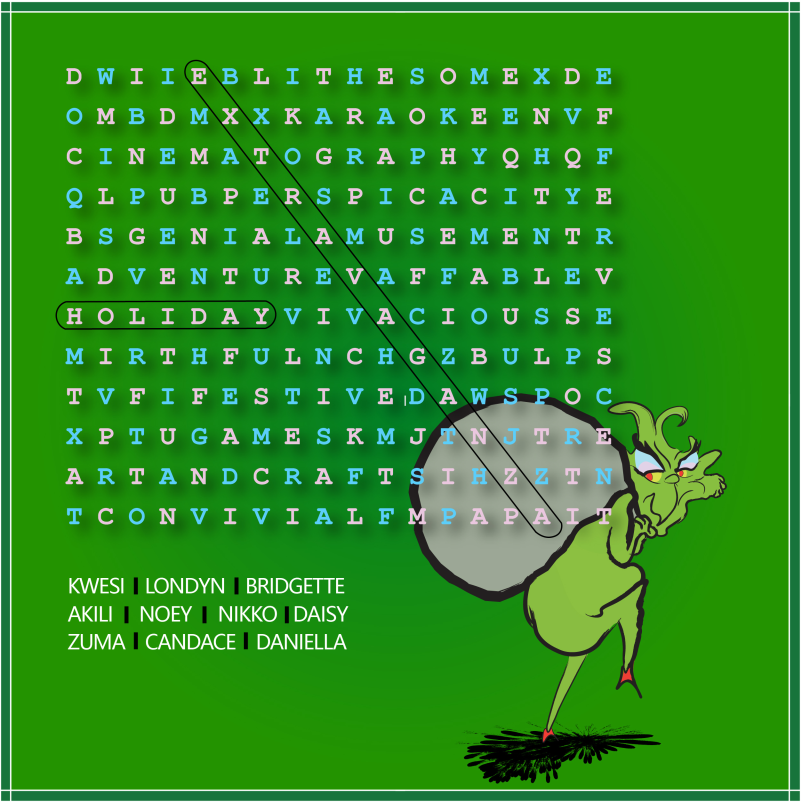 D W I I E B L I T H E S O M E X D E
O M B D M X X K A R A O K E E N V F
C I N E M A T O G R A P H Y Q H Q F
Q L P U B P E R S P I C A C I T Y E
B S G E N I A L A M U S E M E N T R
A D V E N T U R E V A F F A B L E V
H O L I D A Y V I V A C I O U S S E
M I R T H F U L N C H G Z B U L P S
T V F I F E S T I V E D A W S P O C
X P T U G A M E S K M J T N J T R E
A R T A N D C R A F T S I H Z Z T N
T C O N V I V I A L F M P A P A I T
KWESI | LONDYN | BRIDGETTE
AKILI | NOEY | NIKKO | DAISY
ZUMA | CANDACE | DANIELLA